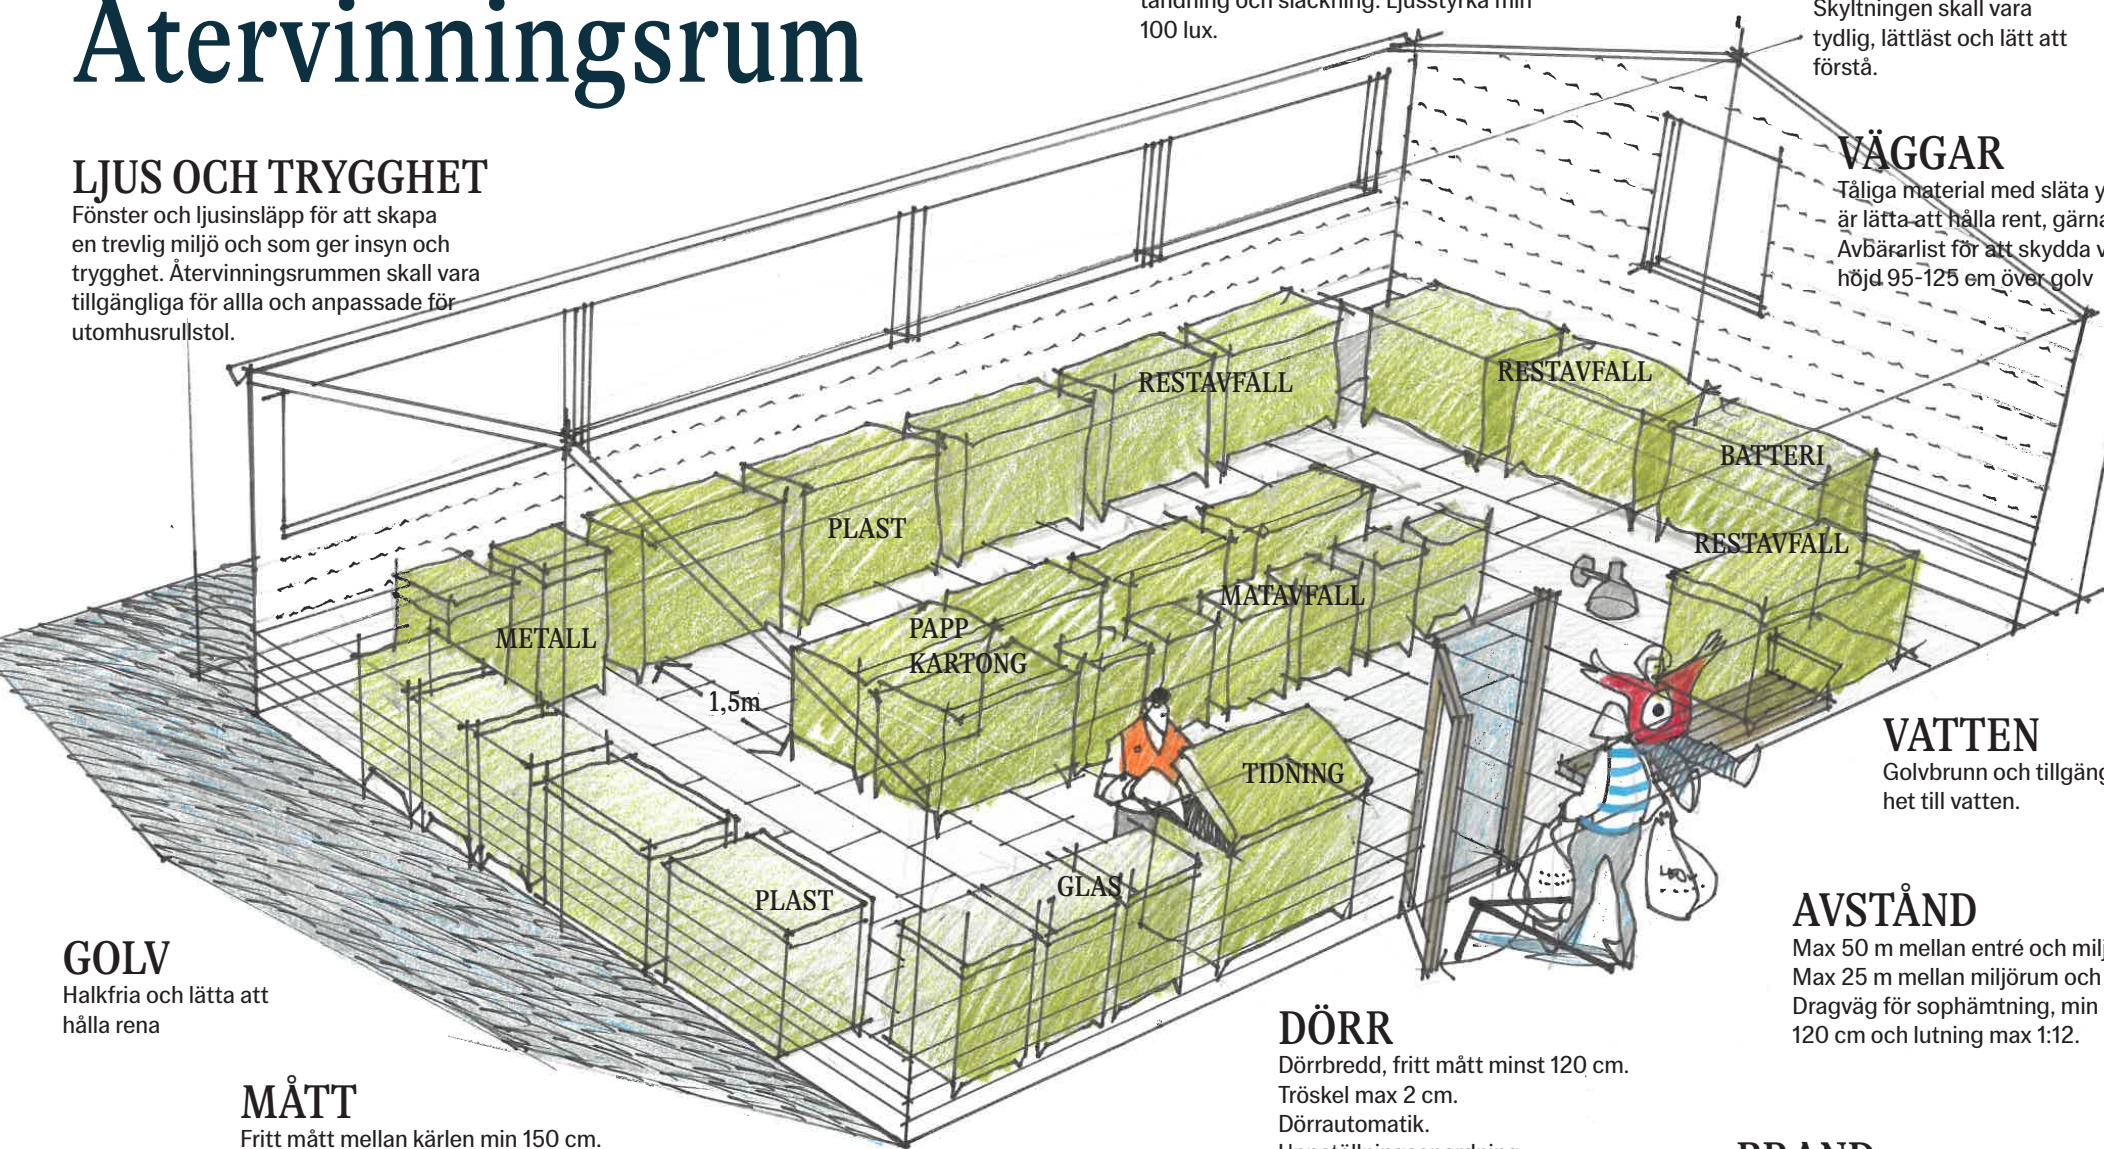 Återvinningsrum
tändning och släckning. Ljusstyrka min
100 lux.
Skyltningen skall vara
tydlig, lättläst och lätt att
förstå.
LJUS OCH TRYGGHET
Fönster och ljusinsläpp för att skapa
en trevlig miljö och som ger insyn och
trygghet. Återvinningsrummen skall vara
tillgängliga för allla och anpassade för
utomhusrullstol.
VÄGGAR
Tåliga material med släta y
är lätta att hålla rent, gärna
Avbärarlist för att skydda v
höjd 95-125 cm över golv
RESTAVFALL
RESTAVFALL
BATTERI
RESTAVFALL
PLAST
MATAVFALL
METALL
PAPP
KARTONG
1,5m
TIDNING
GLAS
PLAST
VATTEN
Golvbrunn och tillgäng
het till vatten.
AVSTÅND
Max 50 m mellan entré och milj
Max 25 m mellan miljörum och
Dragväg för sophämtning, min
120 cm och lutning max 1:12.
GOLV
Halkfria och lätta att
hålla rena
DÖRR
Dörrbredd, fritt mått minst 120 cm.
Tröskel max 2 cm.
Dörrautomatik.
MÅTT
Fritt mått mellan kärlen min 150 cm.
BRAND